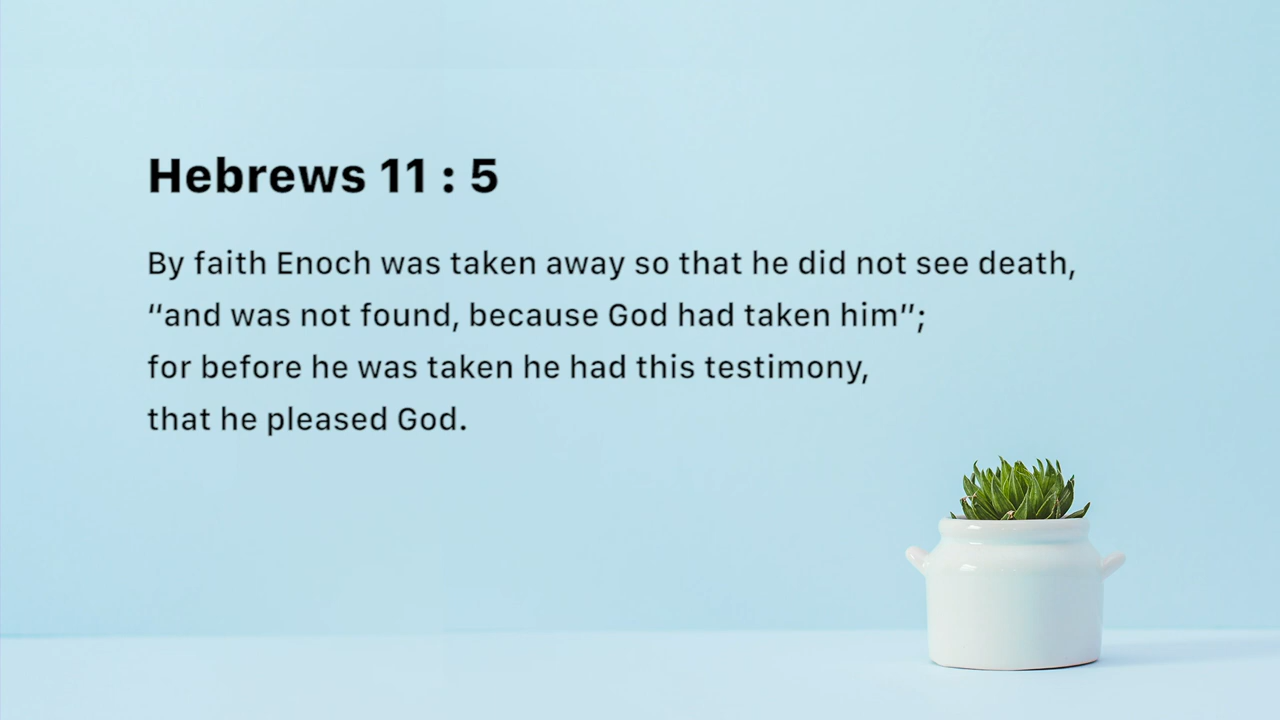 Hebrews 11 : 5
By faith Enoch was taken away so that he did not see death,
“and was not found, because God had taken him”;
for before he was taken he had this testimony,
that he pleased God.